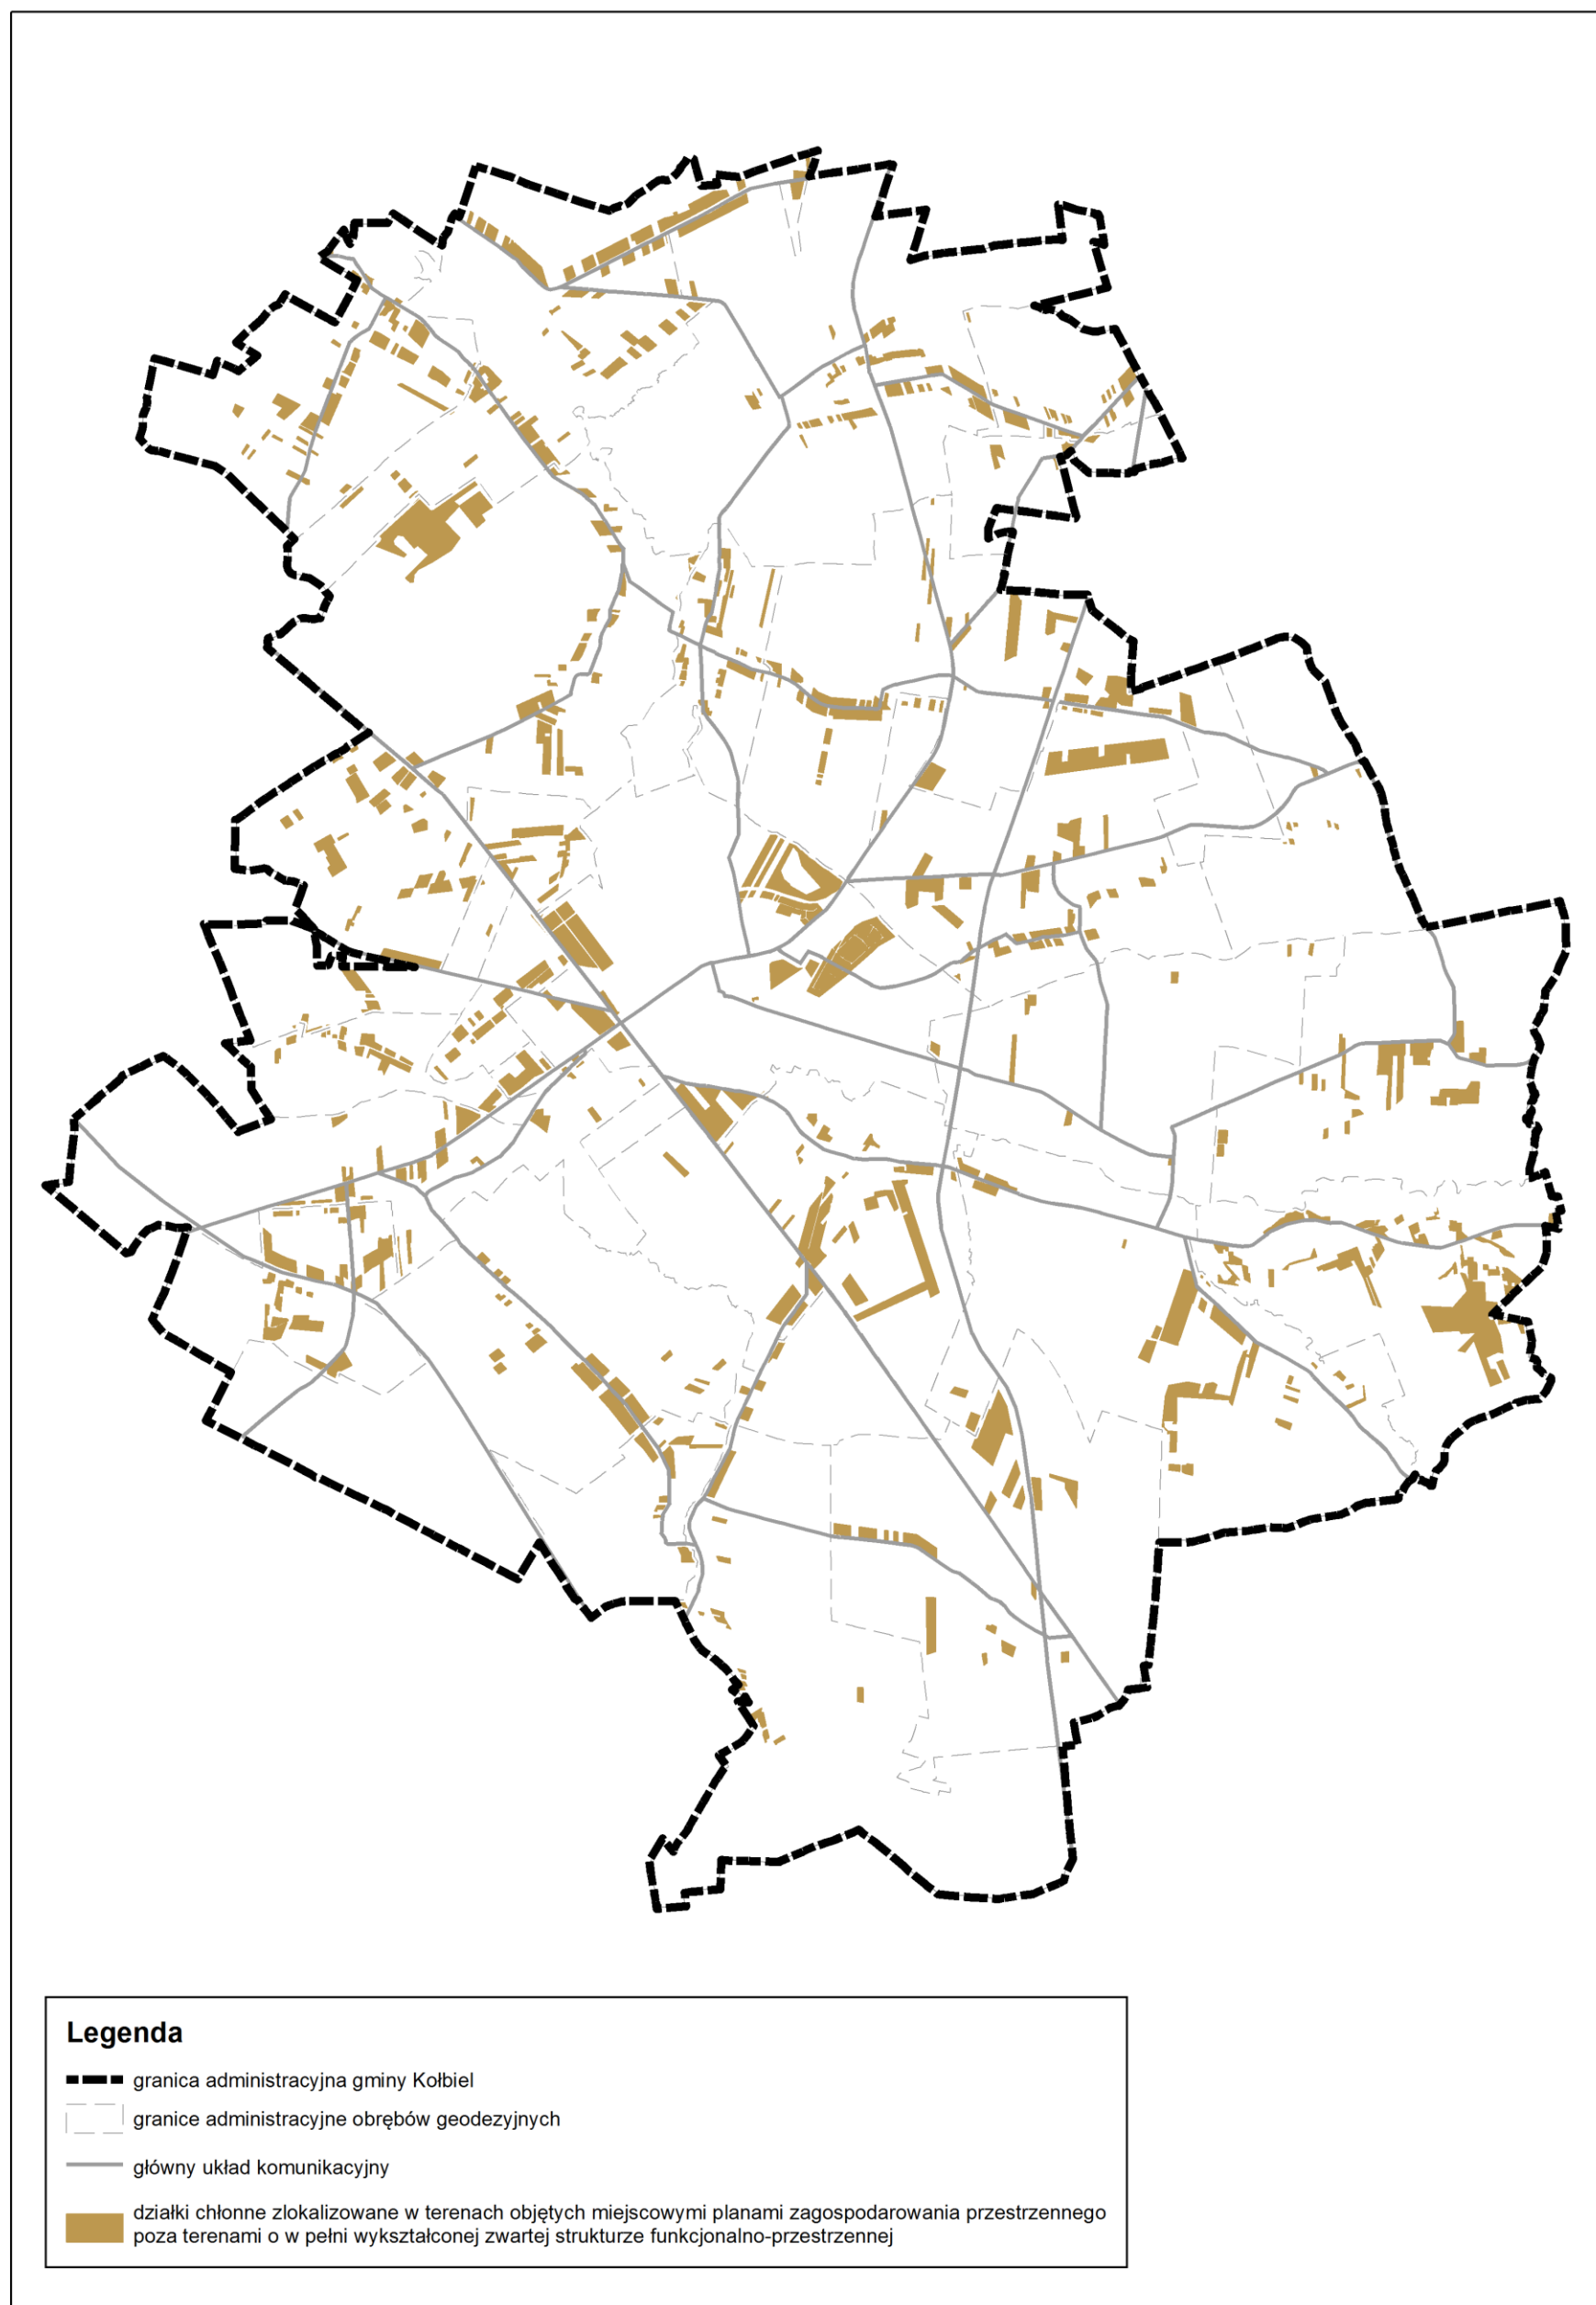 Legenda
granica administracyjna gminy Kołbiel
granice administracyjne obrębów geodezyjnych
główny układ komunikacyjny
działki chłonne zlokalizowane w terenach objętych miejscowymi planami zagospodarowania przestrzennego
poza terenami o w pełni wykształconej zwartej strukturze funkcjonalno-przestrzennej